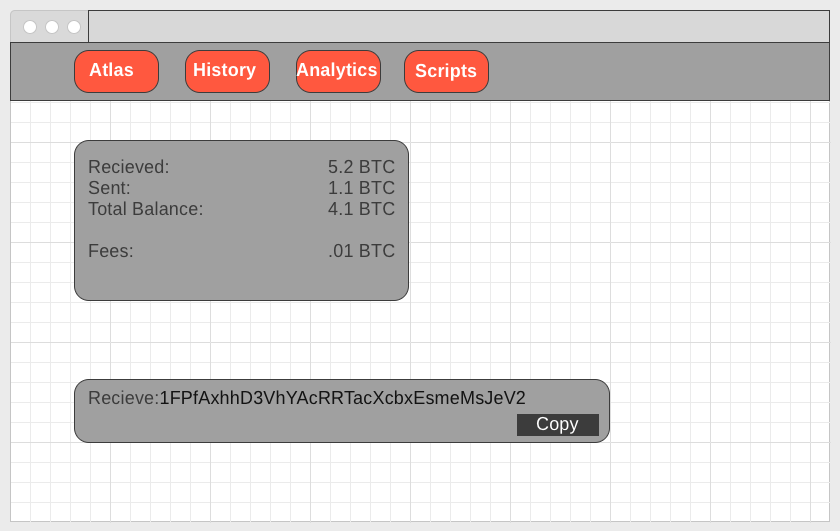 Atlas History Analytics Scripts
Recieved: 5.2 BTC
Sent: 1.1 BTC
Total Balance: 4.1 BTC
Fees: .01 BTC
Recieve:1FPfAxhhD3VhYAcRRTacXcbxEsmeMsJeV2
Copy